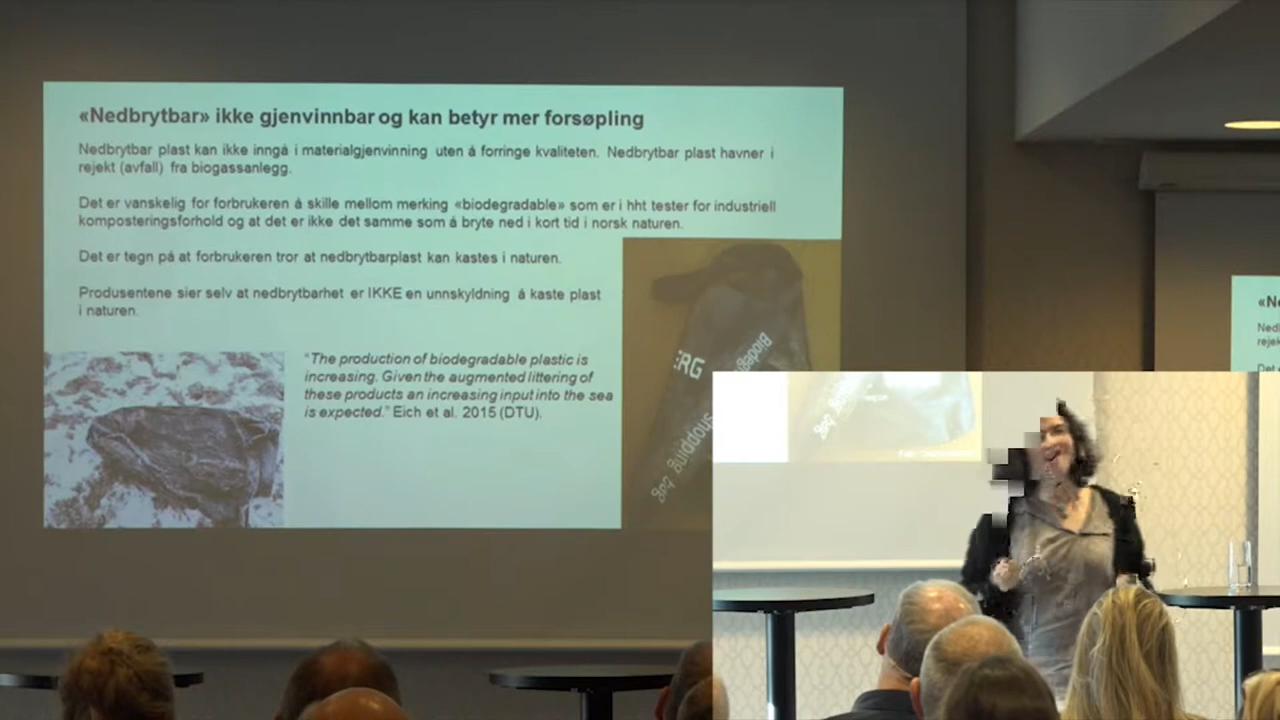 «Nedbrytbar» ikke gjenvinnbar og kan betyr mer forsøpling
Nedbrytbar plast kan ikke inngå i materialgjenvinning uten å forringe kvaliteten. Nedbrytbar plast havner i
rejekt (avfall) fra biogassanlegg.
Det er vanskelig for forbrukeren å skille mellom merking «biodegradable» som er i hht tester for industriell
komposteringsforhold og at det er ikke det samme som å bryte ned i kort tid i norsk naturen.
Det er tegn på at forbrukeren tror at nedbrytbarplast kan kastes i naturen.
Produsentene sier selv at nedbrytbarhet er IKKE en unnskyldning å kaste plast
i naturen.
"The production of biodegradable plastic is
increasing. Given the augmented littering of
these products an increasing input into the sea
is expected." Eich et al. 2015 (DTU).
ERG
Biodeg
shopping
bag
bag
«Ne
Nedl
rejek
Det